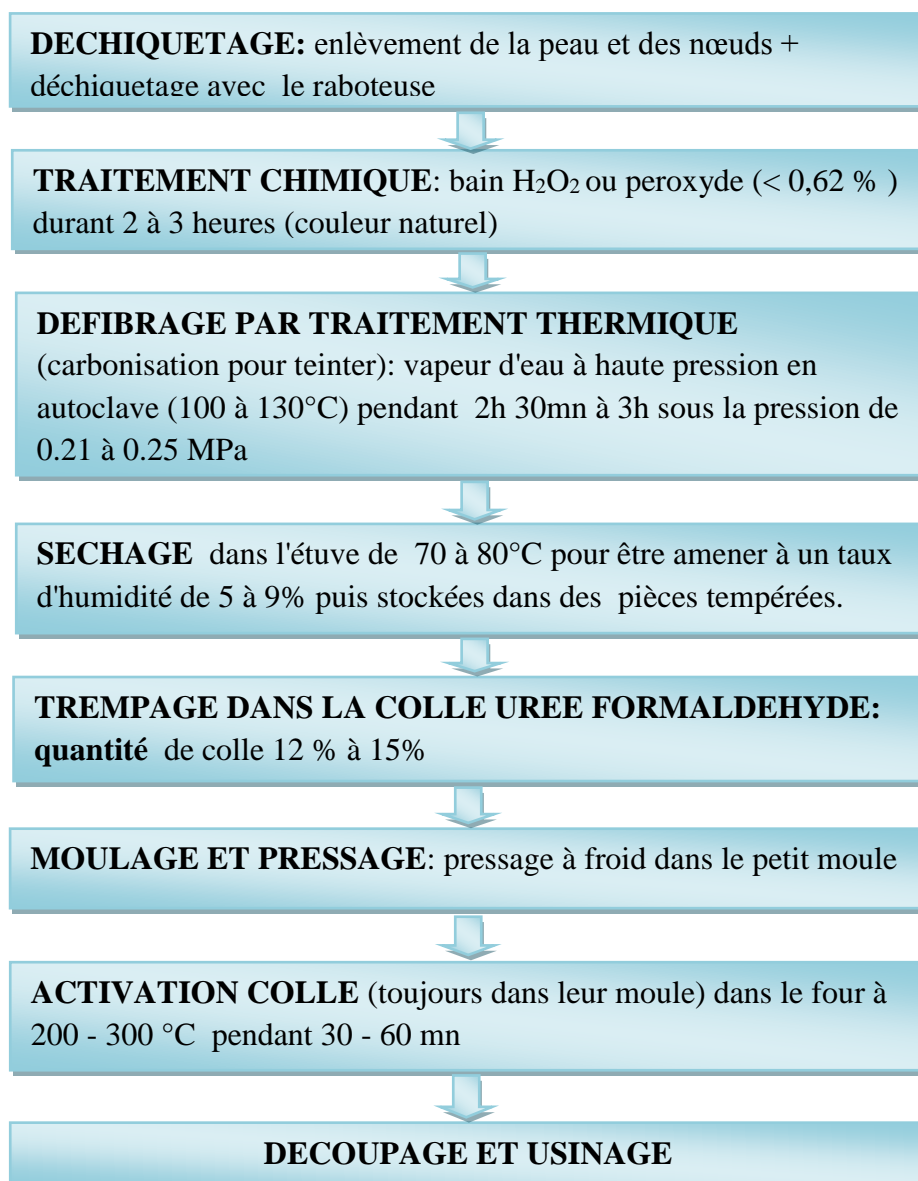 DECHIQUETAGE: enlèvement de la peau et des nœuds +
déchiquetage avec le raboteuse
TRAITEMENT CHIMIQUE: bain H₂O₂ ou peroxyde (< 0,62 % )
durant 2 à 3 heures (couleur naturel)
DEFIBRAGE PAR TRAITEMENT THERMIQUE
(carbonisation pour teinter): vapeur d'eau à haute pression en
autoclave (100 à 130°C) pendant 2h 30mn à 3h sous la pression de
0.21 à 0.25 MPa
SECHAGE dans l'étuve de 70 à 80°C pour être amener à un taux
d'humidité de 5 à 9% puis stockées dans des pièces tempérées.
TREMPAGE DANS LA COLLE UREE FORMALDEHYDE:
quantité de colle 12 % à 15%
MOULAGE ET PRESSAGE: pressage à froid dans le petit moule
ACTIVATION COLLE (toujours dans leur moule) dans le four à
200 - 300 °C pendant 30 - 60 mn
DECOUPAGE ET USINAGE